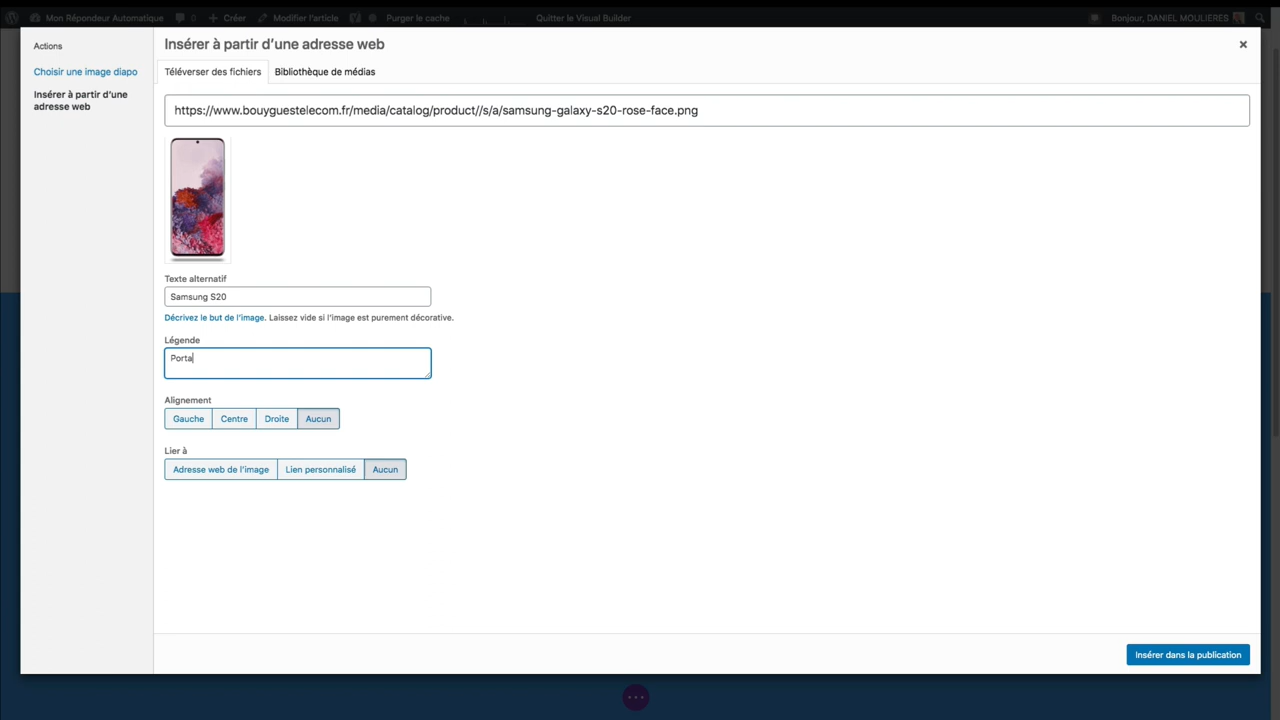 Mon Répondeur Automatique 0 Créer Modifier l'article Purger le cache Quitter le Visual Builder Bonjour, DANIEL MOULIERES
Actions
Choisir une image diapo
Insérer à partir d'une adresse web
Insérer à partir d'une adresse web
Téléverser des fichiers Bibliothèque de médias
https://www.bouyguestelecom.fr/media/catalog/product//s/a/samsung-galaxy-s20-rose-face.png
Texte alternatif
Samsung S20
Décrivez le but de l'image. Laissez vide si l'image est purement décorative.
Légende
Porta
Alignement
Gauche Centre Droite Aucun
Lier à
Adresse web de l'image Lien personnalisé Aucun
Insérer dans la publication